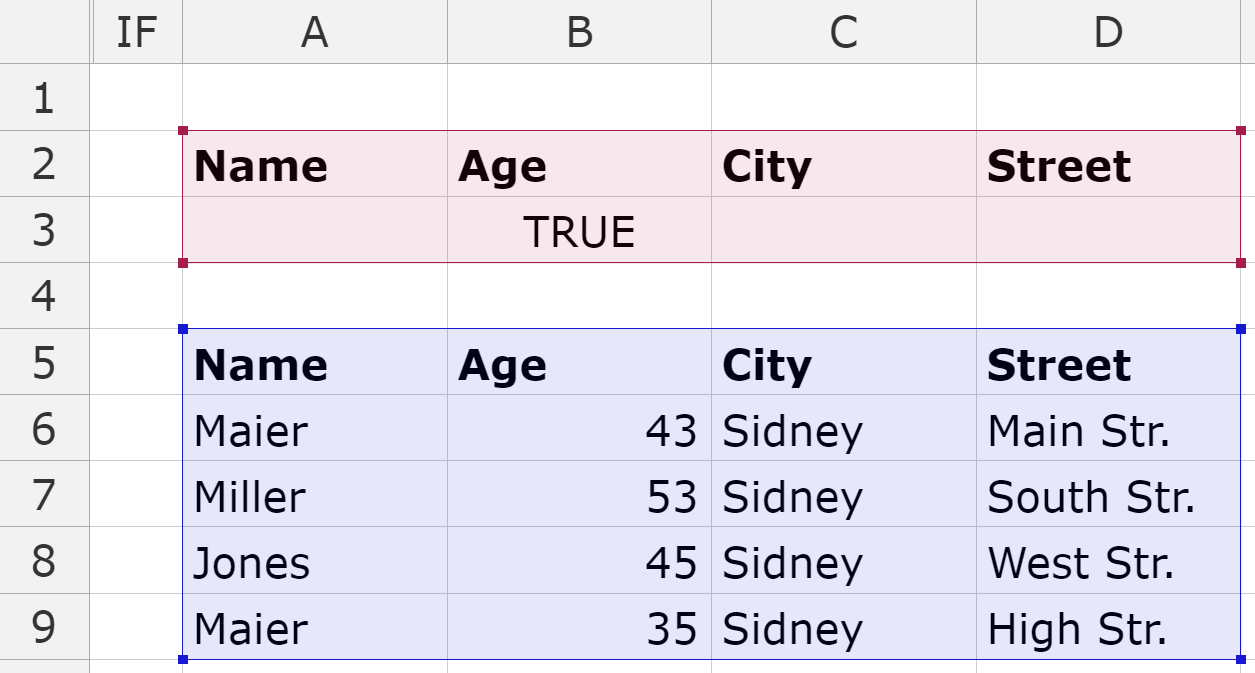 IF A B C D
1
2 Name Age City Street
3 TRUE
4
5 Name Age City Street
6 Maier 43 Sidney Main Str.
7 Miller 53 Sidney South Str.
8 Jones 45 Sidney West Str.
9 Maier 35 Sidney High Str.